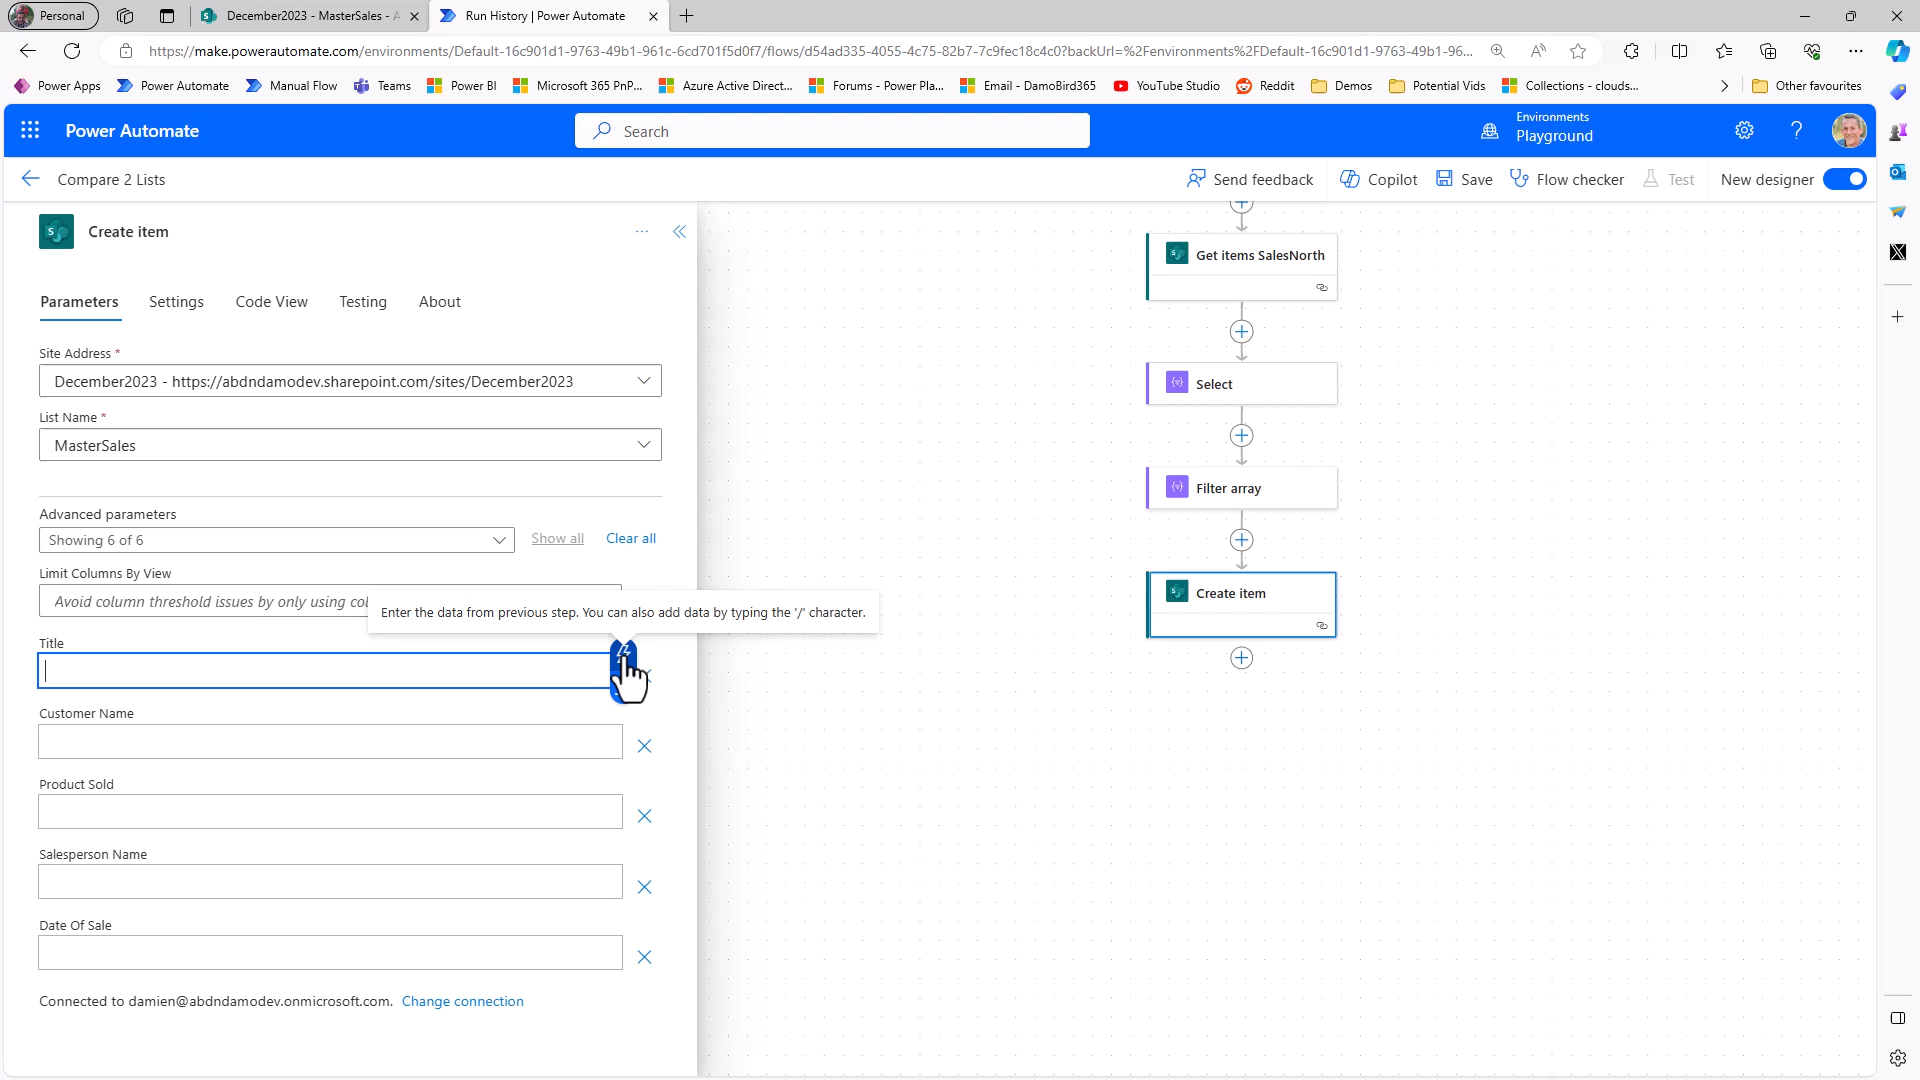 Personal
December2023 - MasterSales - A
Run History | Power Automate
https://make.powerautomate.com/environments/Default-16c901d1-9763-49b1-961c-6cd701f5d0f7/flows/d54ad335-4055-4c75-82b7-7c9fec18c4c0?backUrl=%2Fenvironments%2FDefault-16c901d1-9763-49b1-96...
Power Apps
Power Automate
Manual Flow
Teams
Power BI
Microsoft 365 PnP...
Azure Active Direct...
Forums - Power Pla...
Email - DamoBird365
YouTube Studio
Reddit
Demos
Potential Vids
Collections - clouds...
Other favourites
Power Automate
Search
Environments
Playground
Compare 2 Lists
Send feedback
Copilot
Save
Flow checker
Test
New designer
Create item
Parameters
Settings
Code View
Testing
About
Site Address *
December2023 - https://abdndamodev.sharepoint.com/sites/December2023
List Name *
MasterSales
Advanced parameters
Showing 6 of 6
Show all
Clear all
Limit Columns By View
Avoid column threshold issues by only using col
Enter the data from previous step. You can also add data by typing the '/' character.
Title
Customer Name
Product Sold
Salesperson Name
Date Of Sale
Connected to damien@abdndamodev.onmicrosoft.com.
Change connection
Get items SalesNorth
Select
Filter array
Create item